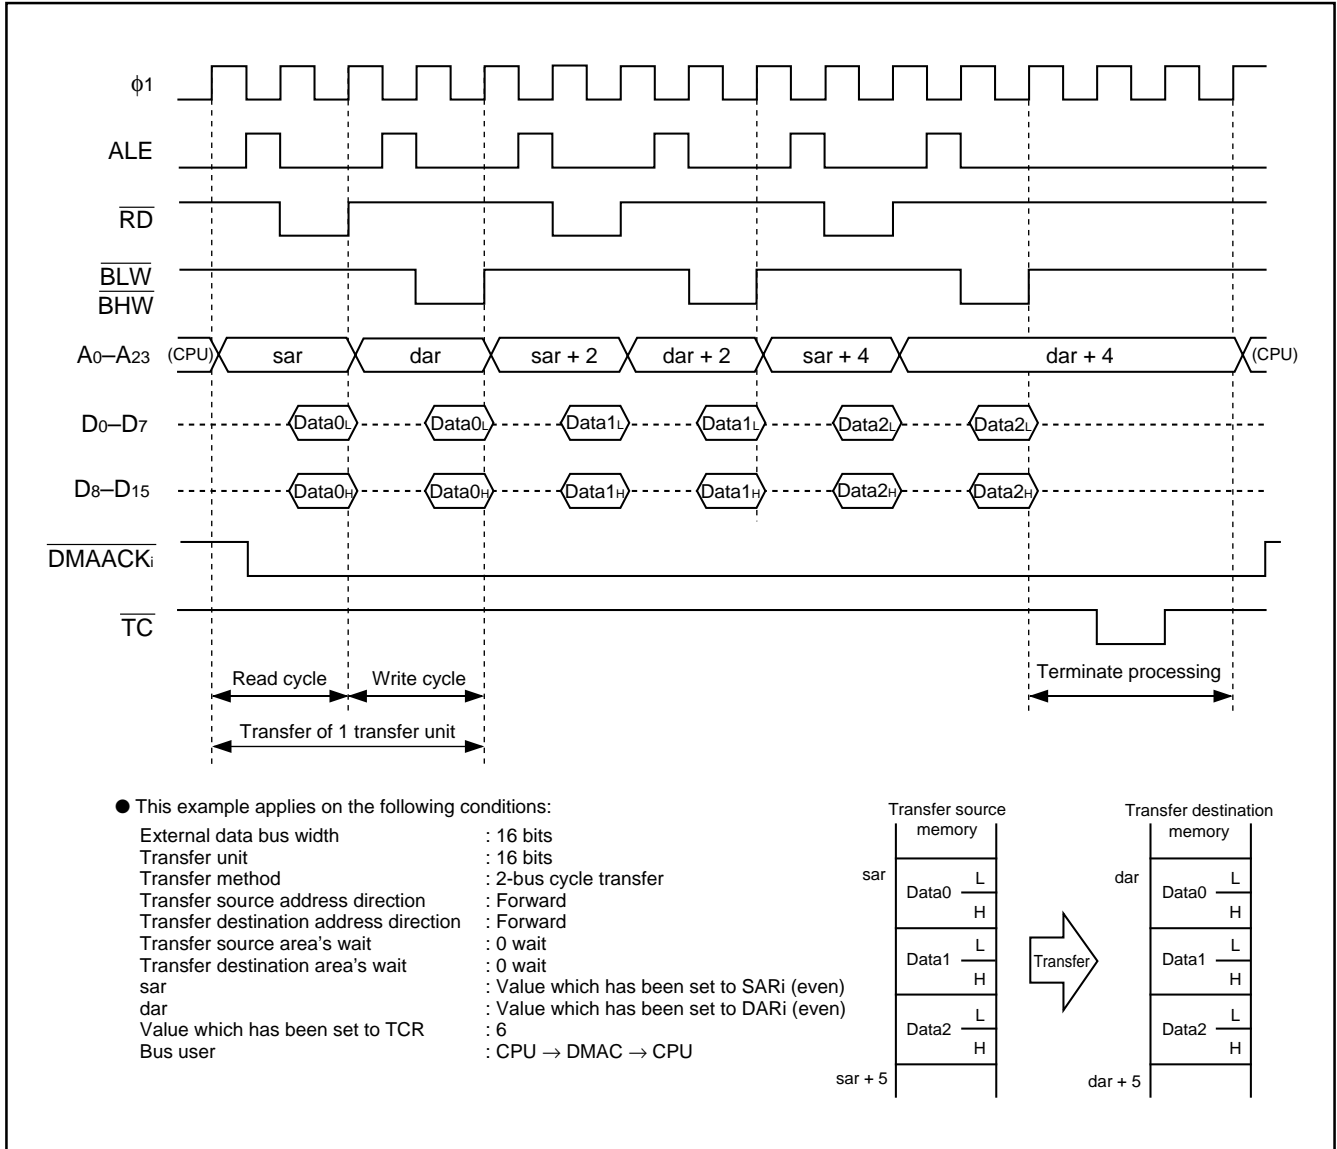 ϕ1
ALE
RD
BLW
BHW
A0–A23 (CPU) sar dar sar + 2 dar + 2 sar + 4 dar + 4 (CPU)
D0–D7 Data0L Data0L Data1L Data1L Data2L Data2L
D8–D15 Data0H Data0H Data1H Data1H Data2H Data2H
DMAACKi
TC
Read cycle Write cycle Terminate processing
Transfer of 1 transfer unit
● This example applies on the following conditions:
External data bus width : 16 bits
Transfer unit : 16 bits
Transfer method : 2-bus cycle transfer
Transfer source address direction : Forward
Transfer destination address direction : Forward
Transfer source area's wait : 0 wait
Transfer destination area's wait : 0 wait
sar : Value which has been set to SARi (even)
dar : Value which has been set to DARi (even)
Value which has been set to TCR : 6
Bus user : CPU → DMAC → CPU
Transfer source
memory
sar
Data0 L
H
Data1 L
H
Data2 L
H
sar + 5
Transfer
Transfer destination
memory
dar
Data0 L
H
Data1 L
H
Data2 L
H
dar + 5